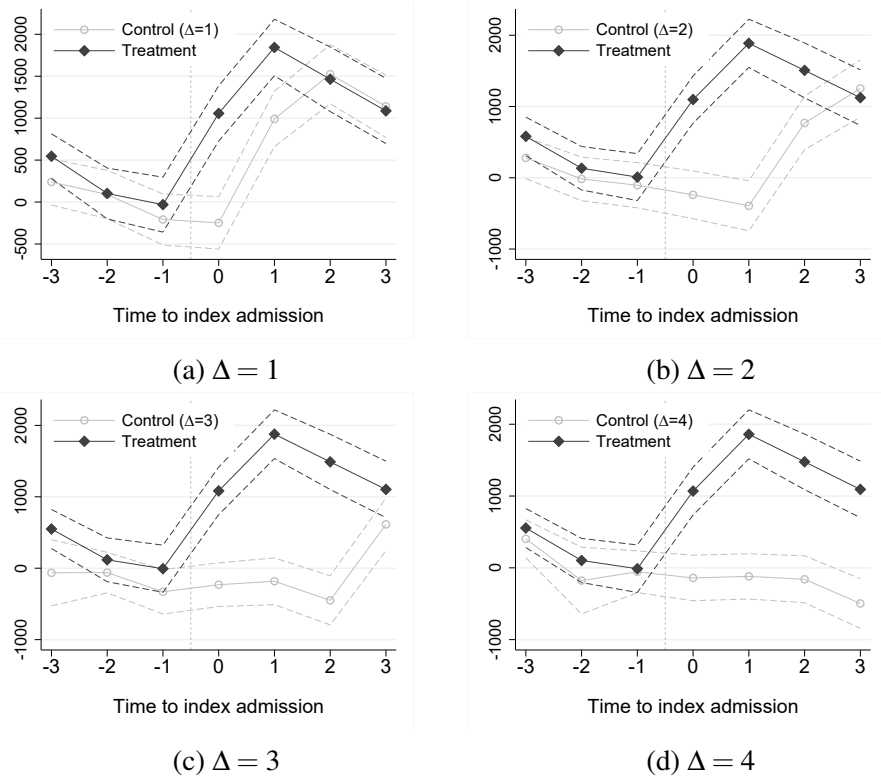 Control (Δ=1)
Treatment
2000
1500
1000
500
0
-500
-3 -2 -1 0 1 2 3
Time to index admission
(a) Δ = 1
Control (Δ=2)
Treatment
2000
1000
0
-1000
-3 -2 -1 0 1 2 3
Time to index admission
(b) Δ = 2
Control (Δ=3)
Treatment
2000
1000
0
-1000
-3 -2 -1 0 1 2 3
Time to index admission
(c) Δ = 3
Control (Δ=4)
Treatment
2000
1000
0
-1000
-3 -2 -1 0 1 2 3
Time to index admission
(d) Δ = 4